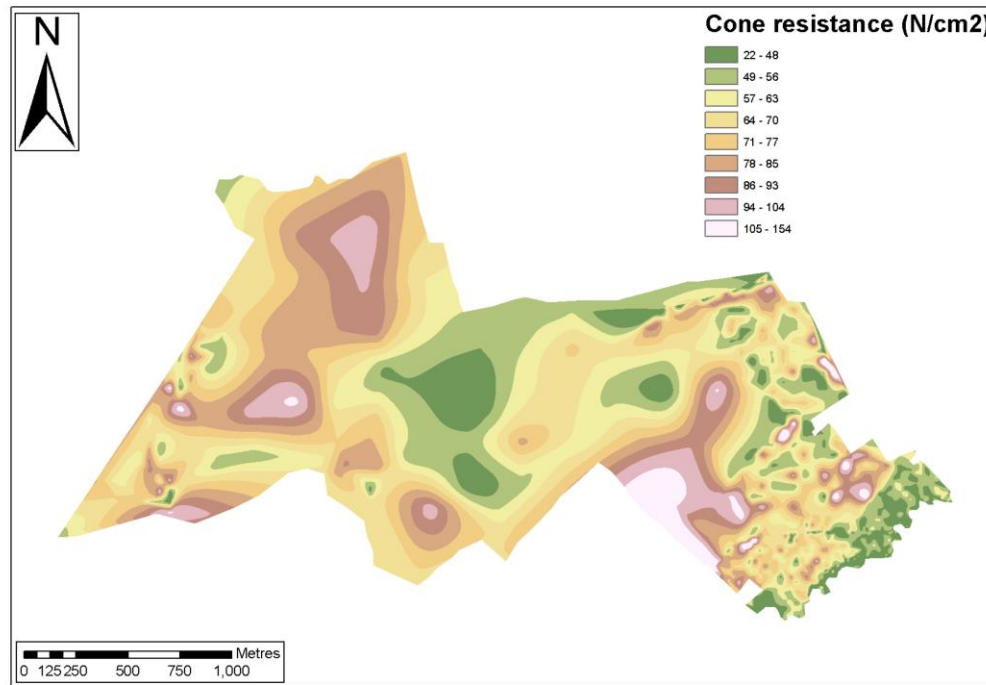 N
Cone resistance (N/cm2)
22 - 48
49 - 56
57 - 63
64 - 70
71 - 77
78 - 85
86 - 93
94 - 104
105 - 154
Metres
0 125 250 500 750 1,000